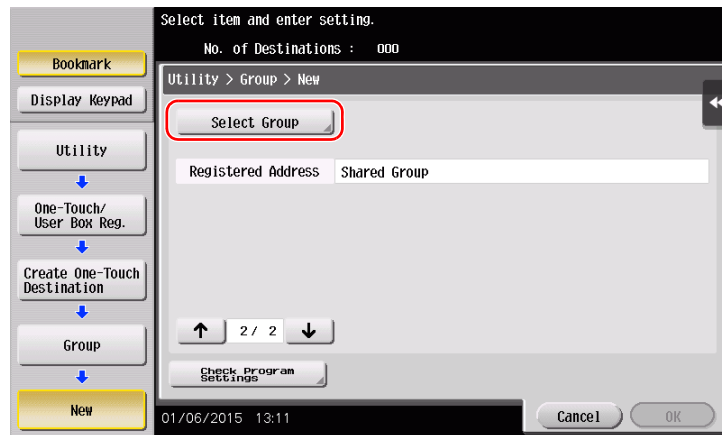 Select item and enter setting.
No. of Destinations : 000
Bookmark
Display Keypad
Utility
One-Touch/
User Box Reg.
Create One-Touch
Destination
Group
New
Utility > Group > New
Select Group
Registered Address Shared Group
2/ 2
Check Program
Settings
01/06/2015 13:11
Cancel
OK